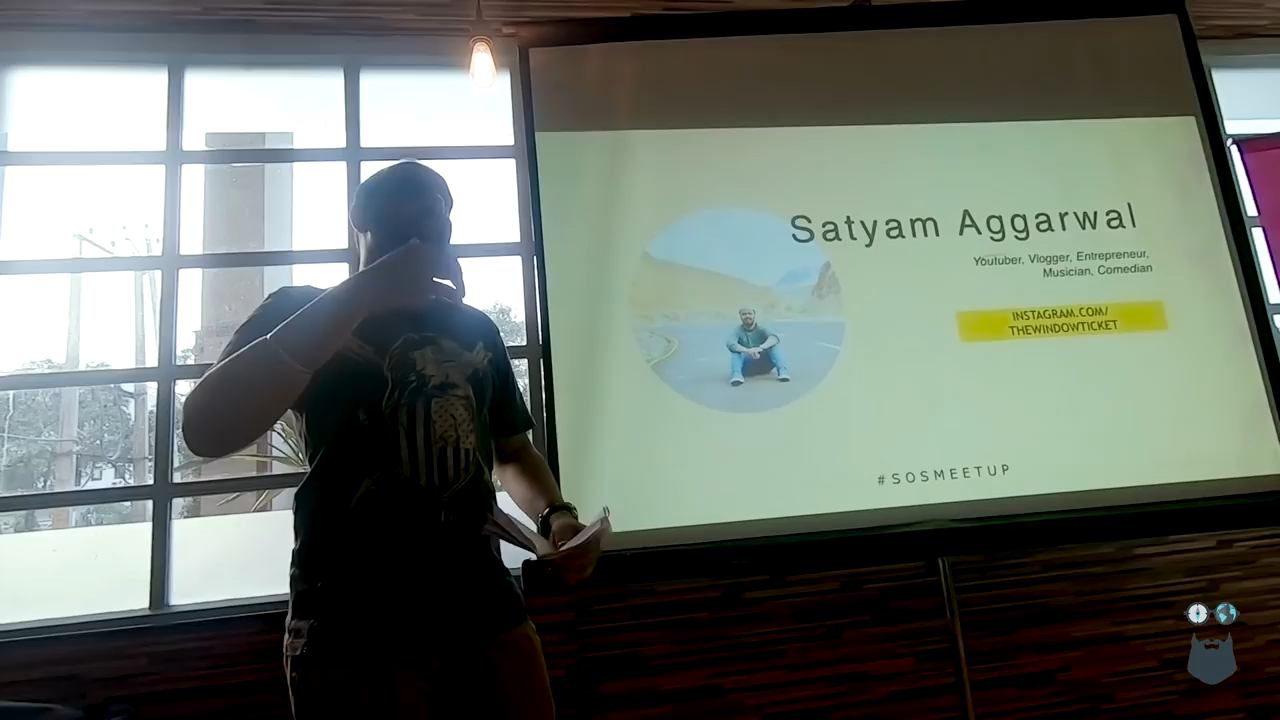 Satyam Aggarwal
Youtuber, Vlogger, Entrepreneur,
Musician, Comedian
INSTAGRAM.COM/
THEWINDOWTICKET
#SOSMEETUP